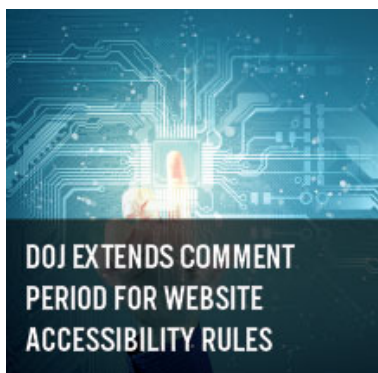 DOJ EXTENDS COMMENT
PERIOD FOR WEBSITE
ACCESSIBILITY RULES